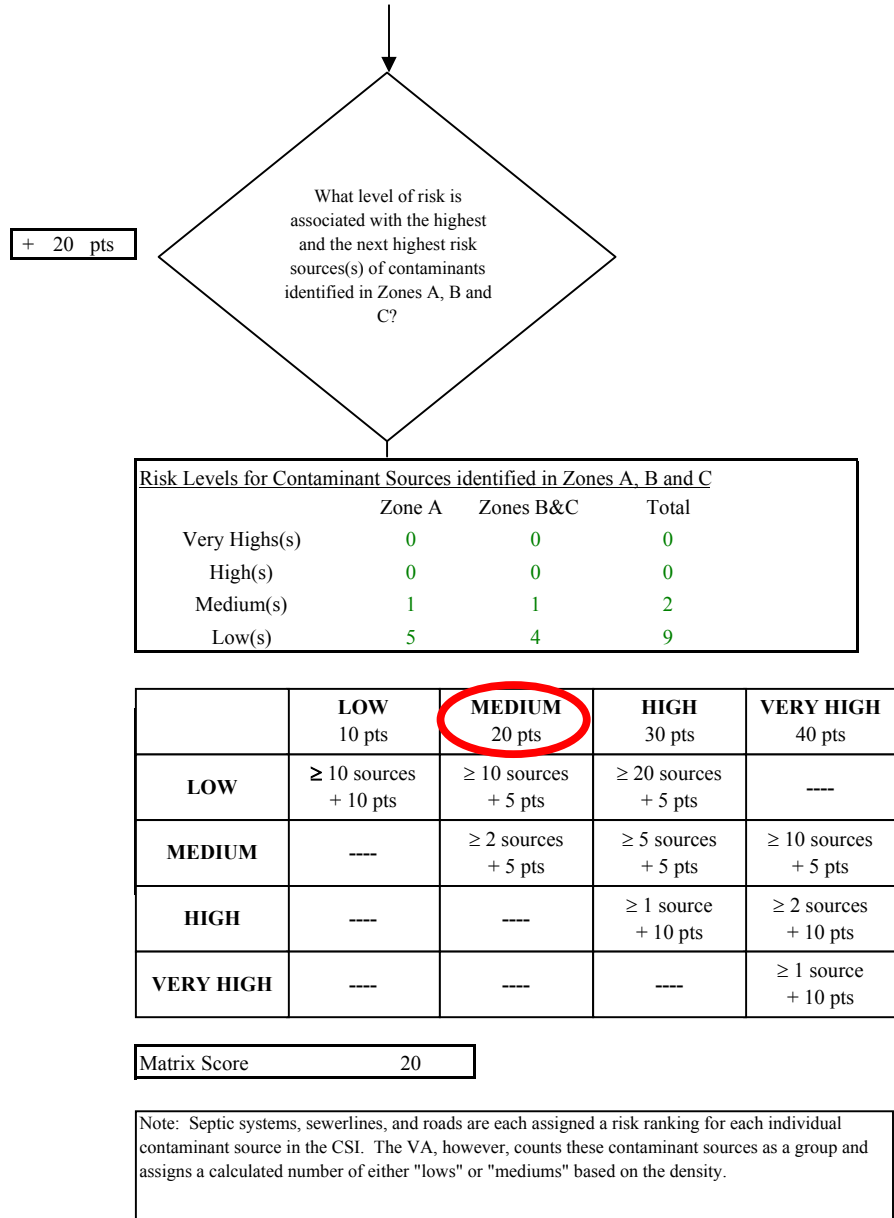 What level of risk is
associated with the highest
and the next highest risk
sources(s) of contaminants
identified in Zones A, B and
C?
+ 20 pts
Risk Levels for Contaminant Sources identified in Zones A, B and C
Zone A Zones B&C Total
Very Highs(s) 0 0 0
High(s) 0 0 0
Medium(s) 1 1 2
Low(s) 5 4 9
LOW MEDIUM HIGH VERY HIGH
10 pts 20 pts 30 pts 40 pts
LOW ≥ 10 sources ≥ 10 sources ≥ 20 sources ----
+ 10 pts + 5 pts + 5 pts
MEDIUM ---- ≥ 2 sources ≥ 5 sources ≥ 10 sources
+ 5 pts + 5 pts + 5 pts
HIGH ---- ---- ≥ 1 source ≥ 2 sources
+ 10 pts + 10 pts
VERY HIGH ---- ---- ---- ≥ 1 source
+ 10 pts
Matrix Score 20
Note: Septic systems, sewerlines, and roads are each assigned a risk ranking for each individual
contaminant source in the CSI. The VA, however, counts these contaminant sources as a group and
assigns a calculated number of either "lows" or "mediums" based on the density.